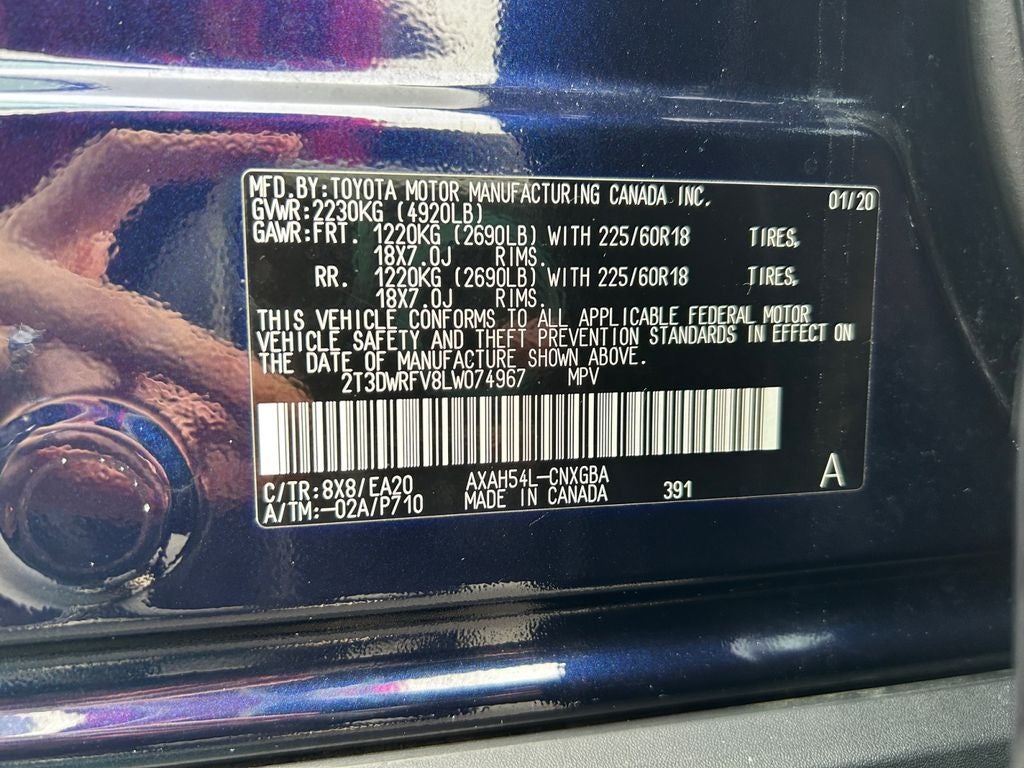 MFD.BY:TOYOTA MOTOR MANUFACTURING CANADA INC. 01/20
GVWR:2230KG (4920LB)
GAWR:FRT. 1220KG (2690LB) WITH 225/60R18 TIRES,
18X7.0J RIMS.
RR. 1220KG (2690LB) WITH 225/60R18 TIRES,
18X7.0J RIMS.
THIS VEHICLE CONFORMS TO ALL APPLICABLE FEDERAL MOTOR
VEHICLE SAFETY AND THEFT PREVENTION STANDARDS IN EFFECT ON
THE DATE OF MANUFACTURE SHOWN ABOVE.
2T3DWRFV8LW074967 MPV
C/TR:8X8/EA20 AXAH54L-CNXGBA
A/TM:-02A/P710 MADE IN CANADA 391 A